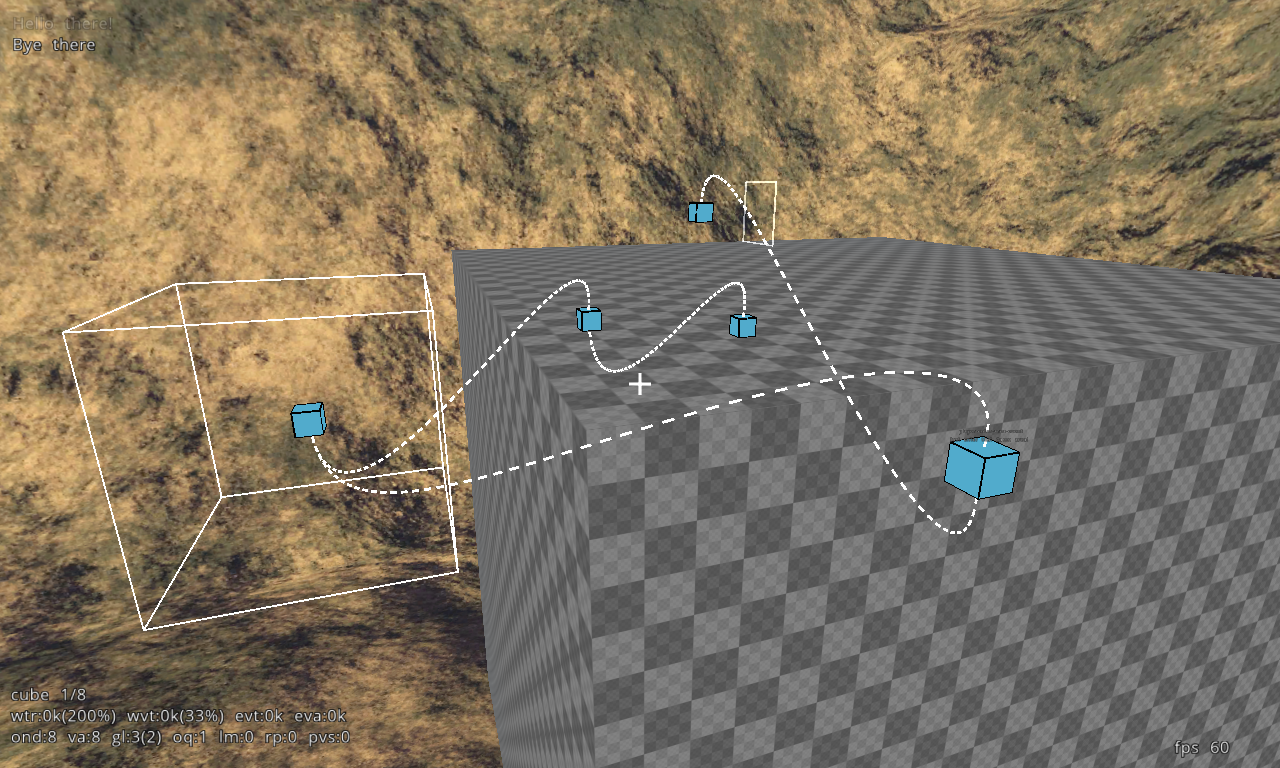 Hello there!
Bye there
cube 1/8
wtr:0k(200%) wvt:0k(33%) evt:0k eva:0k
ond:8 va:8 gl:3(2) oq:1 lm:0 rp:0 pvs:0
fps 60